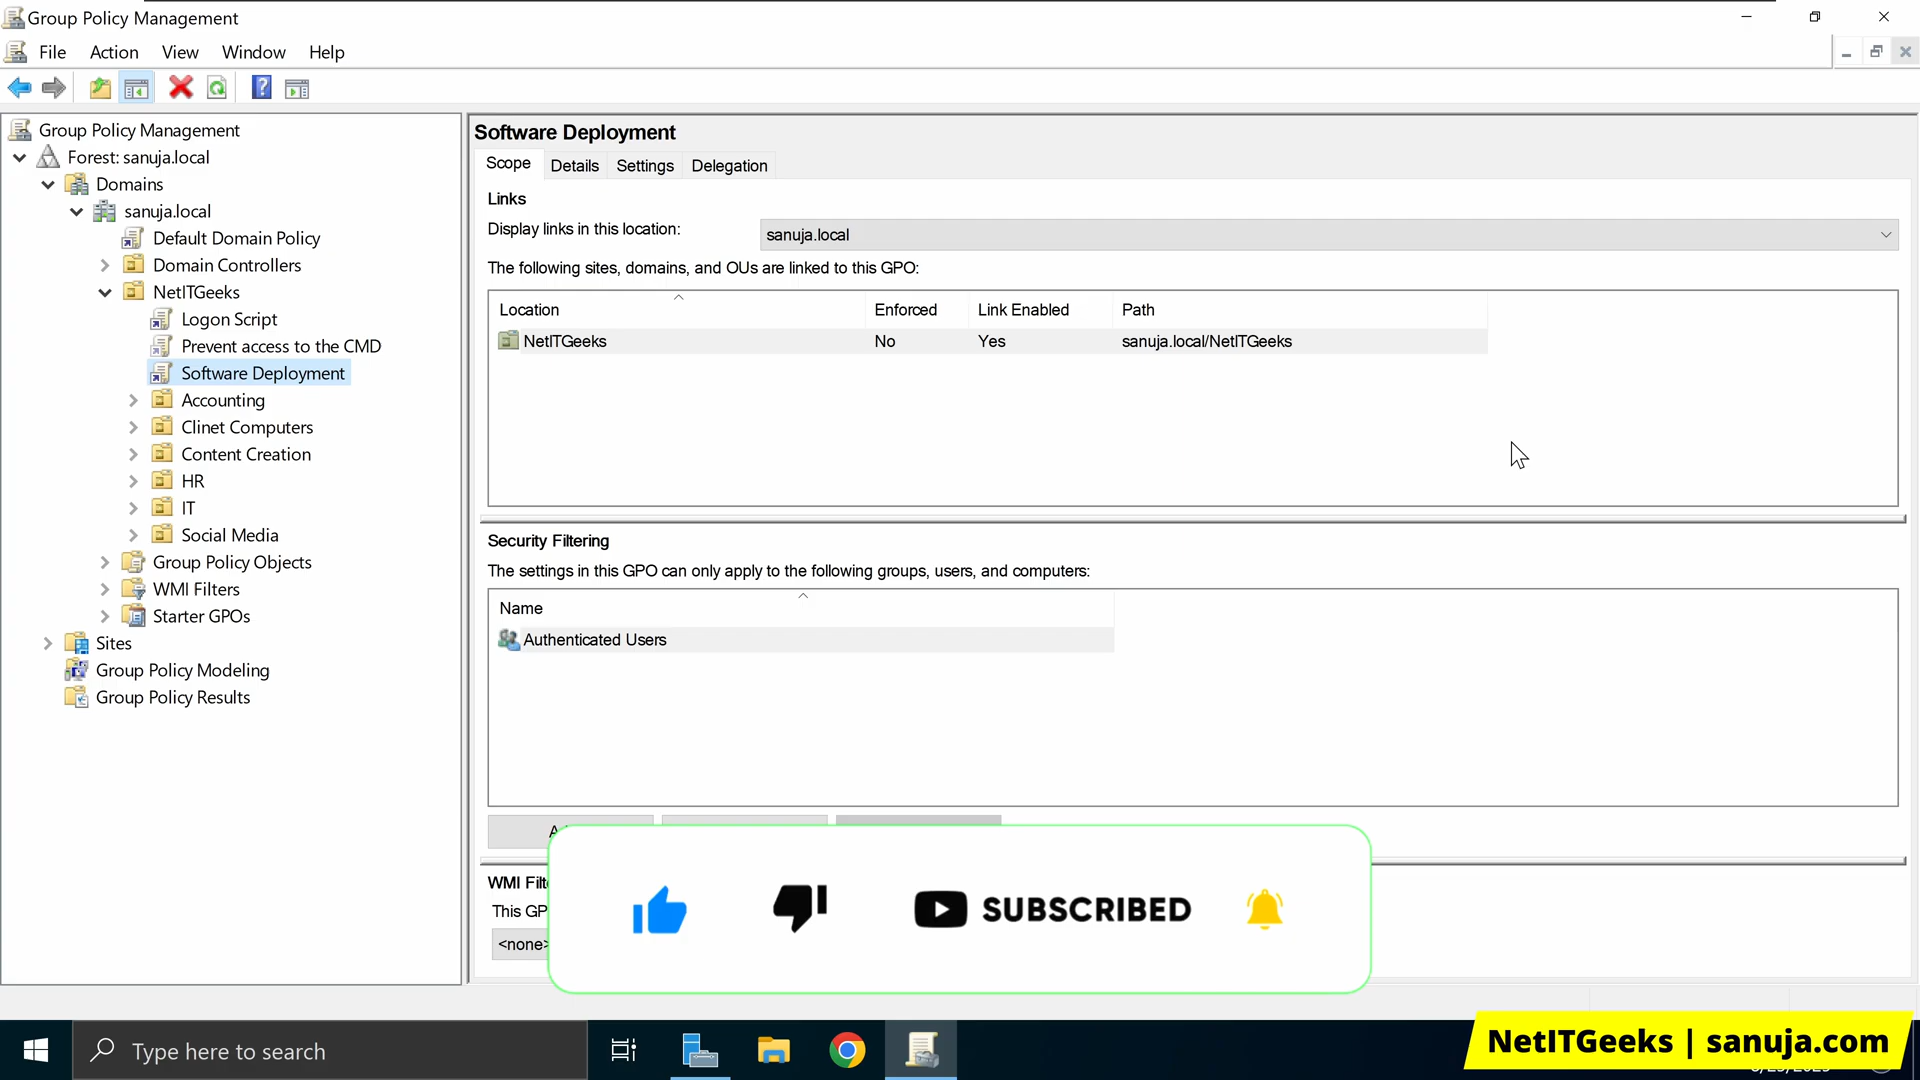 Group Policy Management
File Action View Window Help
Group Policy Management
Forest: sanuja.local
Domains
sanuja.local
Default Domain Policy
Domain Controllers
NetITGeeks
Logon Script
Prevent access to the CMD
Software Deployment
Accounting
Clinet Computers
Content Creation
HR
IT
Social Media
Group Policy Objects
WMI Filters
Starter GPOs
Sites
Group Policy Modeling
Group Policy Results
Software Deployment
Scope Details Settings Delegation
Links
Display links in this location: sanuja.local
The following sites, domains, and OUs are linked to this GPO:
Location Enforced Link Enabled Path
NetITGeeks No Yes sanuja.local/NetITGeeks
Security Filtering
The settings in this GPO can only apply to the following groups, users, and computers:
Name
Authenticated Users
WMI
This GP
<none>
SUBSCRIBED
Type here to search
NetITGeeks | sanuja.com